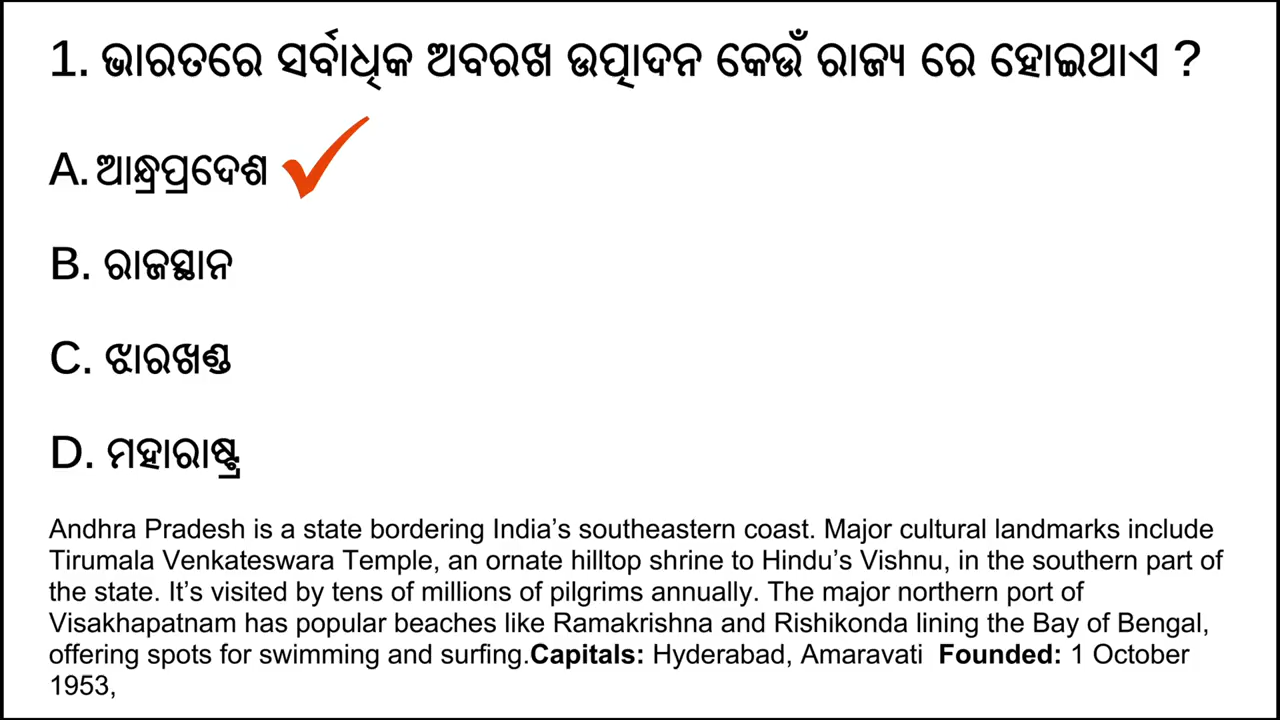 1. ଭାରତରେ ସର୍ବାଧିକ ଅବରଖ ଉତ୍ପାଦନ କେଉଁ ରାଜ୍ୟ ରେ ହୋଇଥାଏ ?
A. ଆନ୍ଧ୍ରପ୍ରଦେଶ
B. ରାଜସ୍ଥାନ
C. ଝାରଖଣ୍ଡ
D. ମହାରାଷ୍ଟ୍ର
Andhra Pradesh is a state bordering India’s southeastern coast. Major cultural landmarks include
Tirumala Venkateswara Temple, an ornate hilltop shrine to Hindu’s Vishnu, in the southern part of
the state. It’s visited by tens of millions of pilgrims annually. The major northern port of
Visakhapatnam has popular beaches like Ramakrishna and Rishikonda lining the Bay of Bengal,
offering spots for swimming and surfing.Capitals: Hyderabad, Amaravati Founded: 1 October
1953,